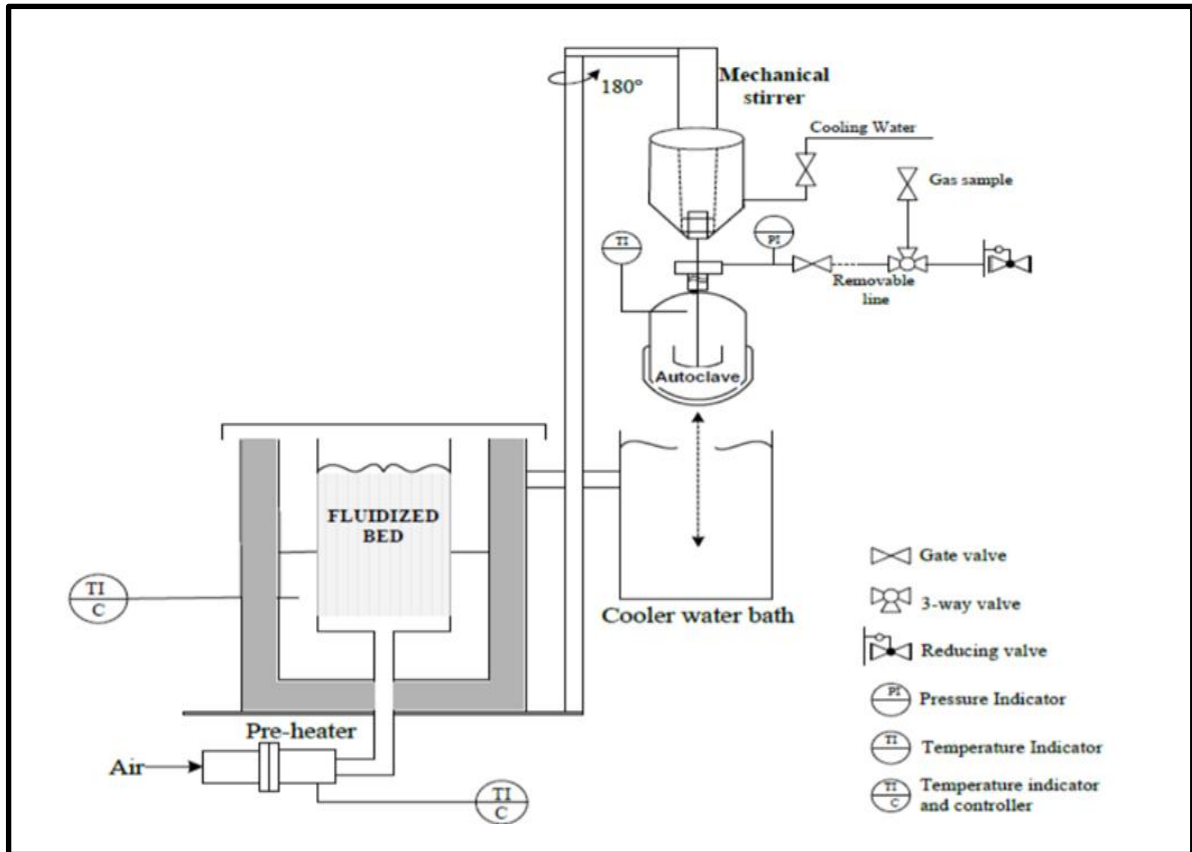 180°
Mechanical
stirrer
Cooling Water
Gas sample
TI
PI
Removable
line
Autoclave
FLUIDIZED
BED
TI
C
Cooler water bath
Pre-heater
Air
TI
C
Gate valve
3-way valve
Reducing valve
PI
Pressure Indicator
TI
Temperature Indicator
TI
C
Temperature indicator
and controller